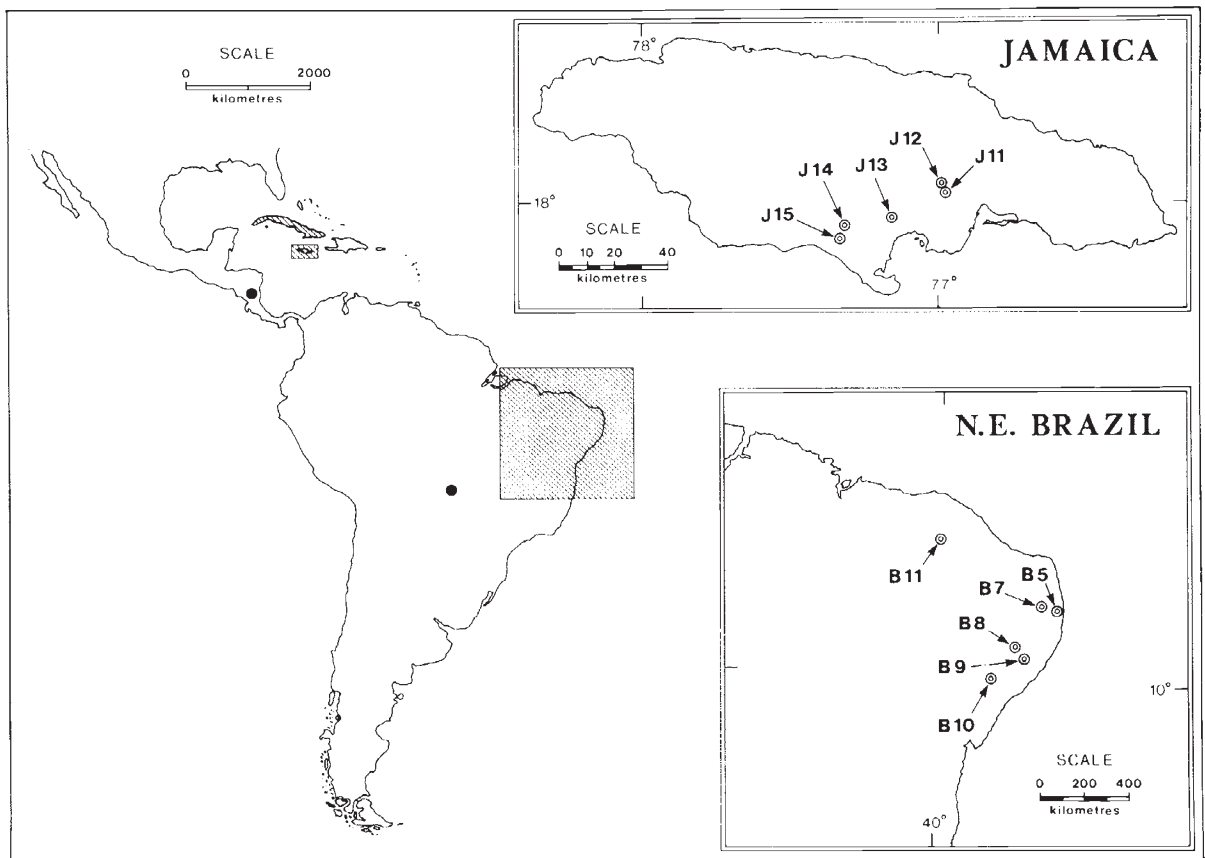 SCALE
0 2000
kilometres
JAMAICA
78°
18°
J12
J11
J13
J14
J15
SCALE
0 20 40
kilometres
77°
N.E. BRAZIL
B11
B7
B5
B8
B9
B10
10°
SCALE
0 200 400
kilometres
40°